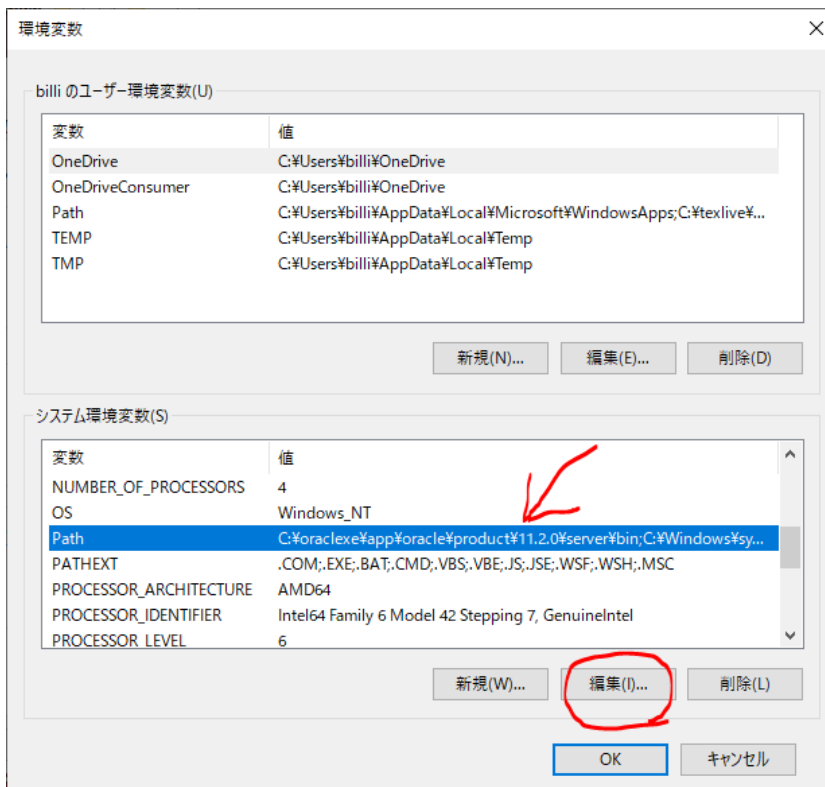 環境変数
billi のユーザー環境変数(U)
変数 値
OneDrive C:¥Users¥billi¥OneDrive
OneDriveConsumer C:¥Users¥billi¥OneDrive
Path C:¥Users¥billi¥AppData¥Local¥Microsoft¥WindowsApps;C:¥texlive¥...
TEMP C:¥Users¥billi¥AppData¥Local¥Temp
TMP C:¥Users¥billi¥AppData¥Local¥Temp
新規(N)... 編集(E)... 削除(D)
システム環境変数(S)
変数 値
NUMBER_OF_PROCESSORS 4
OS Windows_NT
Path C:¥oraclexe¥app¥oracle¥product¥11.2.0¥server¥bin;C:¥Windows¥sy...
PATHEXT .COM;.EXE;.BAT;.CMD;.VBS;.VBE;.JS;.JSE;.WSF;.WSH;.MSC
PROCESSOR_ARCHITECTURE AMD64
PROCESSOR_IDENTIFIER Intel64 Family 6 Model 42 Stepping 7, GenuineIntel
PROCESSOR_LEVEL 6
新規(W)... 編集(I)... 削除(L)
OK キャンセル